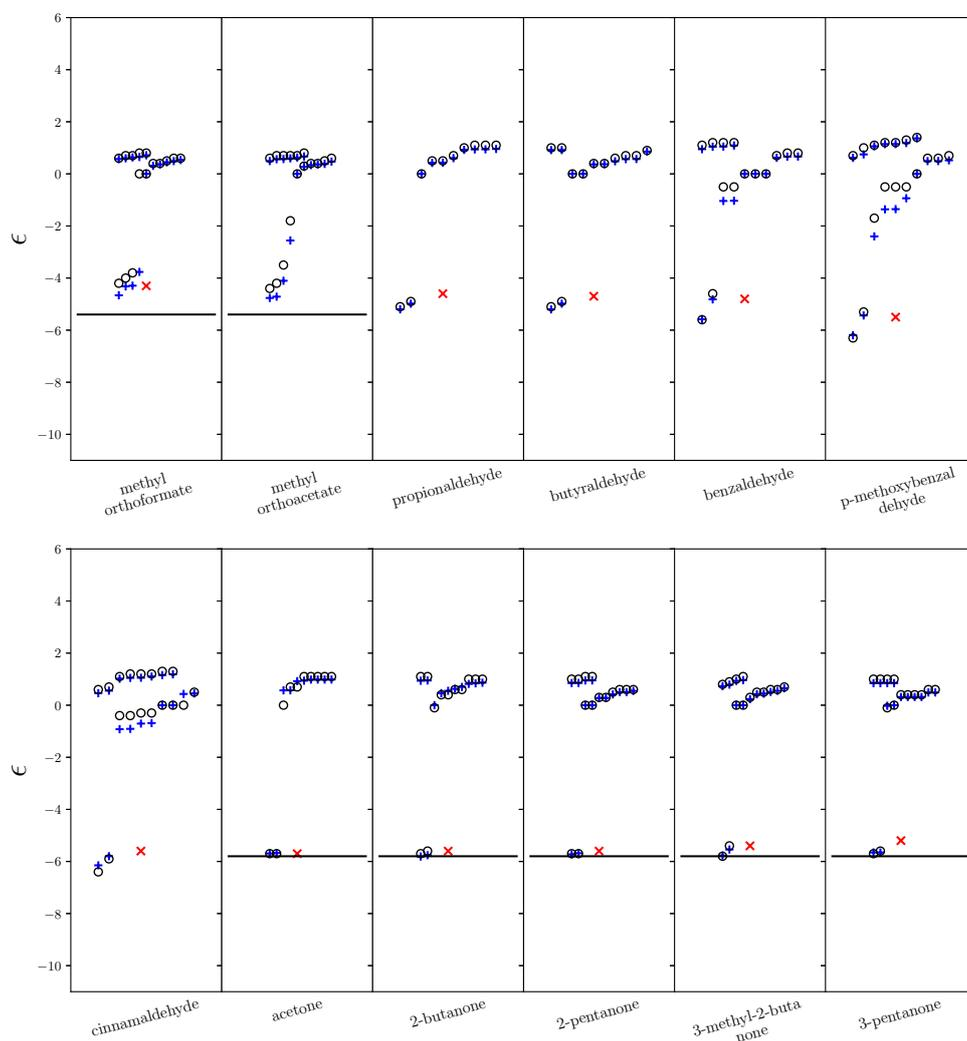 6
4
2
0
−2
−4
−6
−8
−10
ϵ
methyl
orthoformate
methyl
orthoacetate
propionaldehyde
butyraldehyde
benzaldehyde
p-methoxybenzal
dehyde
6
4
2
0
−2
−4
−6
−8
−10
ϵ
cinnamaldehyde
acetone
2-butanone
2-pentanone
3-methyl-2-buta
none
3-pentanone